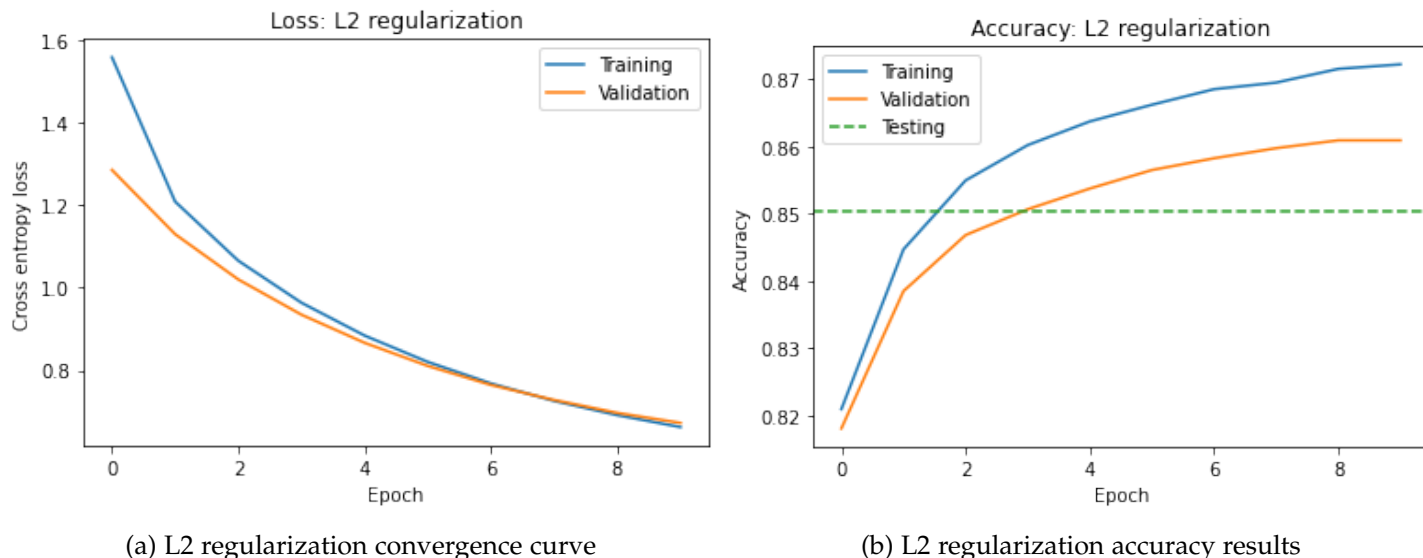 Loss: L2 regularization
1.6
1.4
1.2
1.0
0.8
Cross entropy loss
Training
Validation
0
2
4
6
8
Epoch
(a) L2 regularization convergence curve
Accuracy: L2 regularization
0.87
0.86
0.85
0.84
0.83
0.82
Accuracy
Training
Validation
Testing
0
2
4
6
8
Epoch
(b) L2 regularization accuracy results